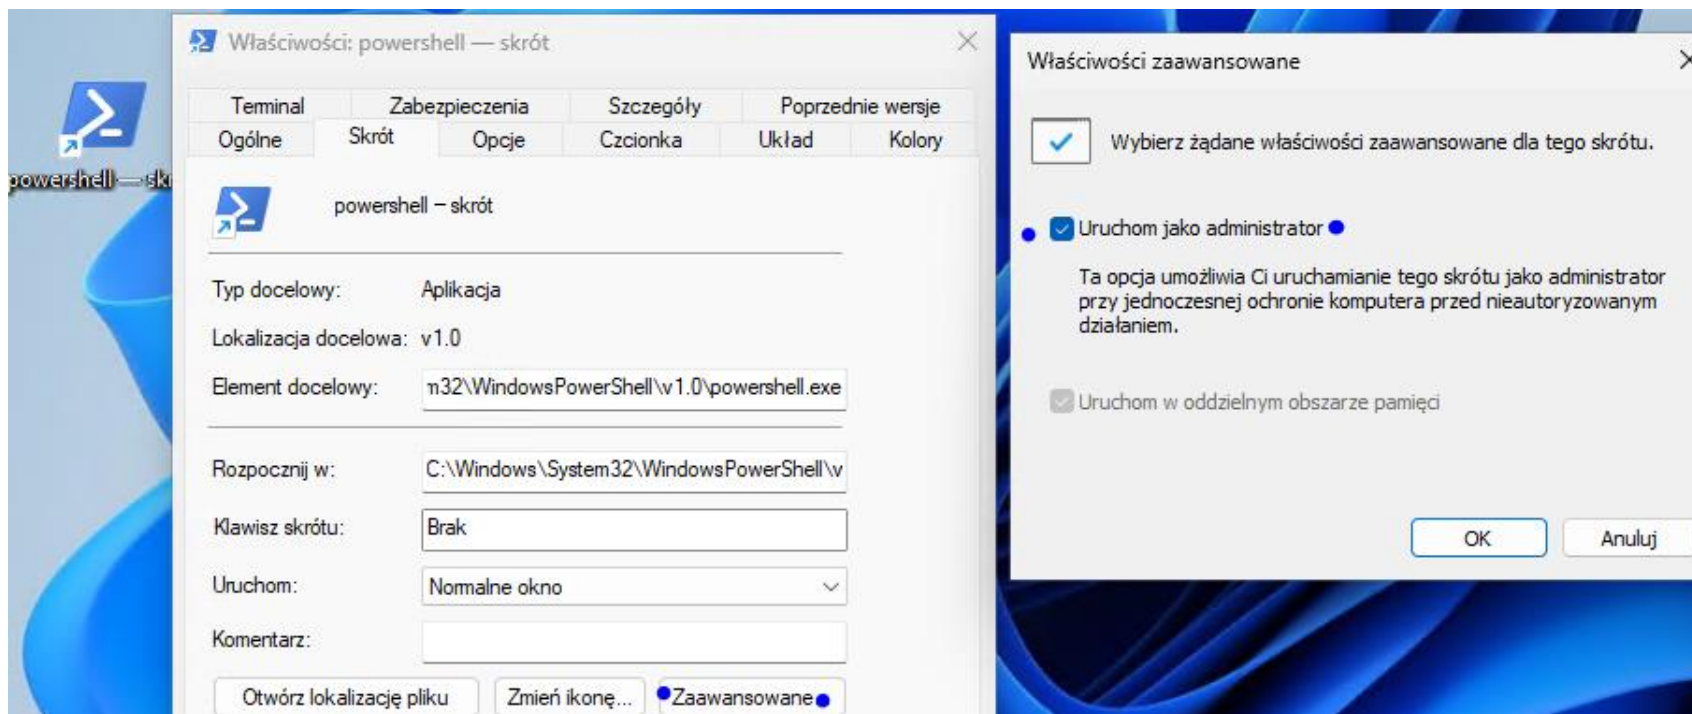 powershell — sk
Właściwości: powershell — skrót
Terminal
Zabezpieczenia
Szczegóły
Poprzednie wersje
Ogólne
Skrót
Opcje
Czcionka
Układ
Kolory
powershell – skrót
Typ docelowy: Aplikacja
Lokalizacja docelowa: v1.0
Element docelowy: m32\WindowsPowerShell\v1.0\powershell.exe
Rozpocznij w: C:\Windows\System32\WindowsPowerShell\v
Klawisz skrótu: Brak
Uruchom: Normalne okno
Komentarz:
Otwórz lokalizację pliku
Zmień ikonę...
Zaawansowane
Właściwości zaawansowane
Wybierz żądane właściwości zaawansowane dla tego skrótu.
Uruchom jako administrator
Ta opcja umożliwia Ci uruchamianie tego skrótu jako administrator
przy jednoczesnej ochronie komputera przed nieautoryzowanym
działaniem.
Uruchom w oddzielnym obszarze pamięci
OK
Anuluj